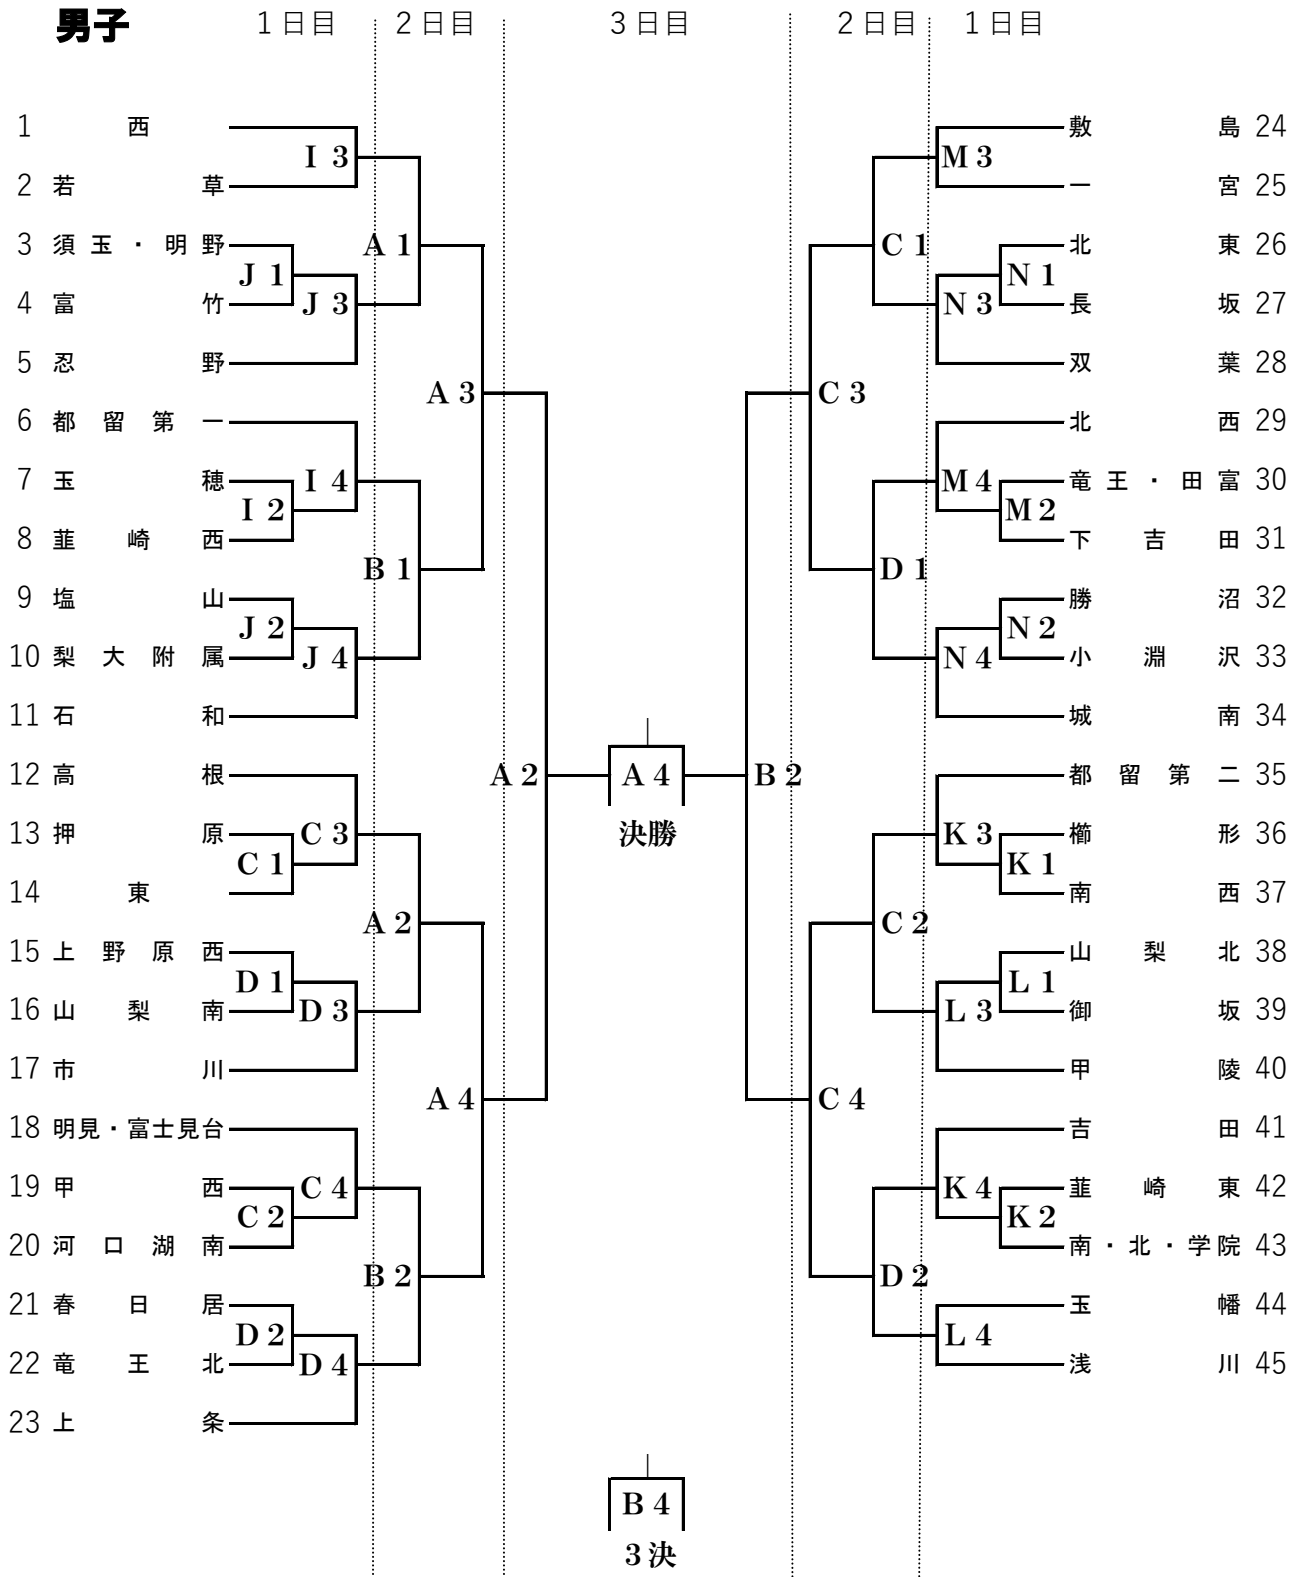 男子 1日目 2日目 3日目 2日目 1日目
1 西
2 若草
3 須玉・明野
4 富竹
5 忍野
6 都留第一
7 玉穂
8 韮崎西
9 塩山
10 梨大附属
11 石和
12 高根
13 押原
14 東
15 上野原西
16 山梨南
17 市川
18 明見・富士見台
19 甲西
20 河口湖南
21 春日居
22 竜王北
23 上条
I 3
J 1
J 3
I 4
I 2
J 2
J 4
C 3
C 1
D 1
D 3
C 4
C 2
D 2
D 4
A 1
B 1
A 2
B 2
A 3
A 4
A 2
A 4
決勝
B 4
3決
B 2
C 3
C 4
C 1
D 1
C 2
D 2
M 3
N 1
N 3
M 4
M 2
N 2
N 4
K 3
K 1
L 1
L 3
K 4
K 2
L 4
敷島 24
一宮 25
北東 26
長坂 27
双葉 28
北西 29
竜王・田富 30
下吉田 31
勝沼 32
小淵沢 33
城南 34
都留第二 35
櫛形 36
南西 37
山梨北 38
御坂 39
甲陵 40
吉田 41
韮崎東 42
南・北・学院 43
玉幡 44
浅川 45